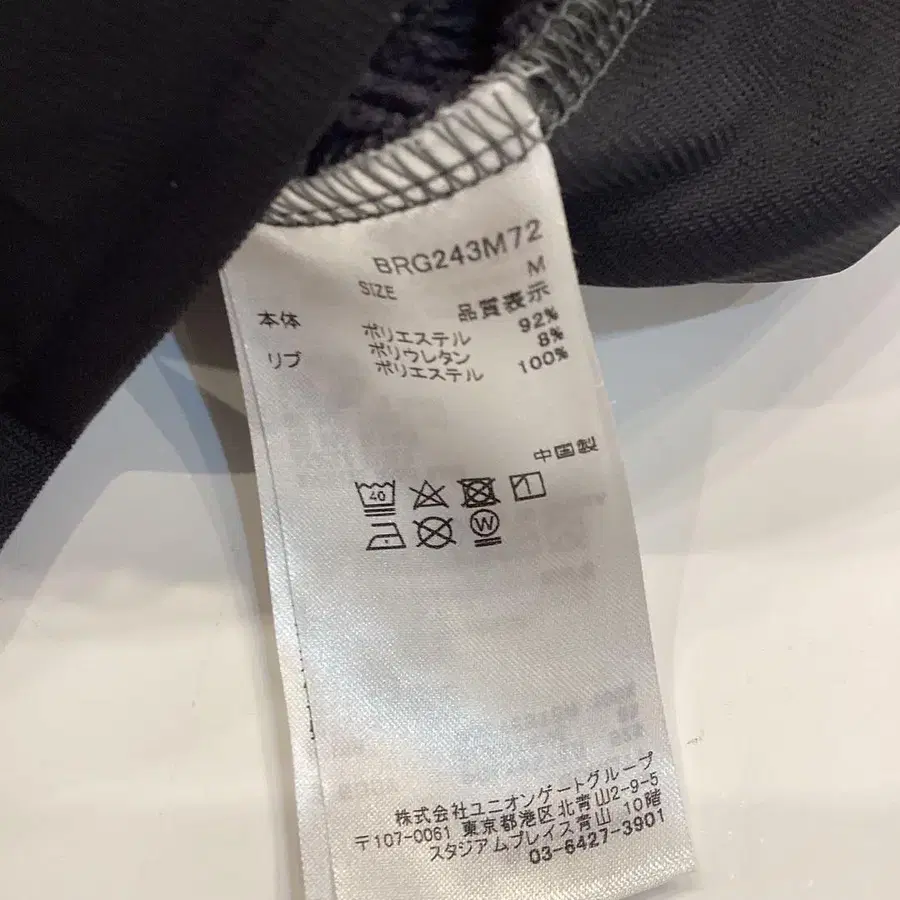 BRG243M72
SIZE M
品質表示
本体 ポリエステル 92%
ポリウレタン 8%
リブ ポリエステル 100%
中国製
40
W
株式会社ユニオンゲートグループ
〒107-0061 東京都港区北青山2-9-5
スタジアムプレイス青山 10階
03-6427-3901